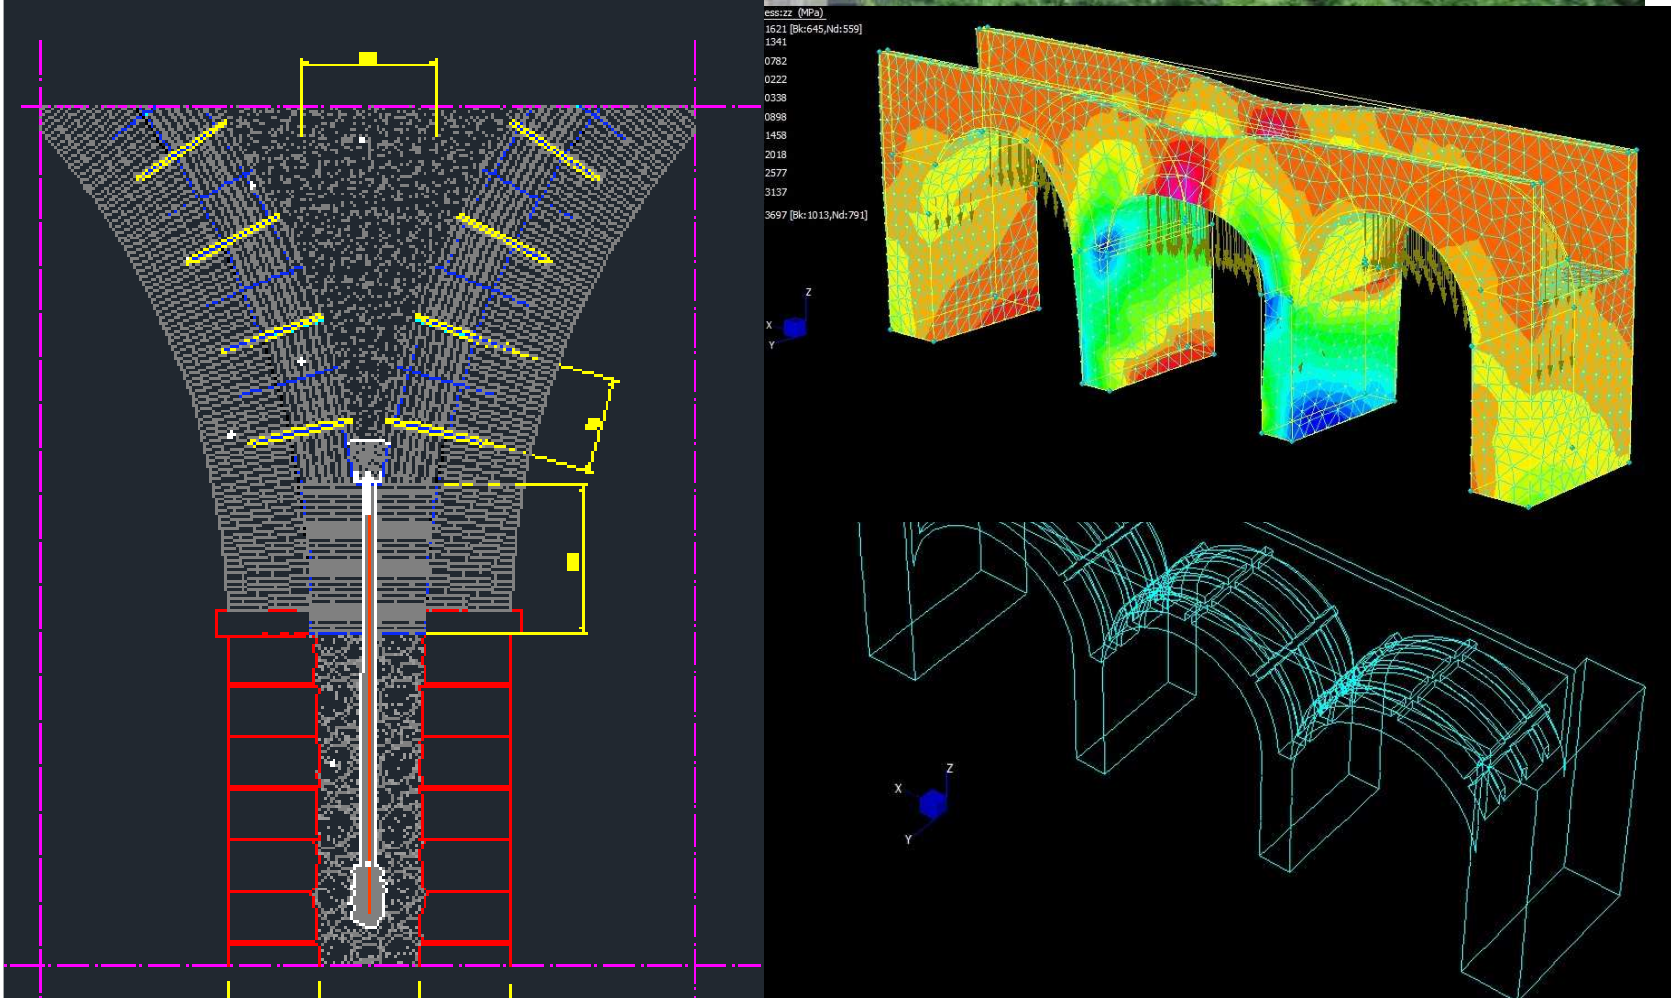 ess:zz (MPa)
1621 [Bk:645,Nd:559]
1341
0782
0222
0338
0898
1458
2018
2577
3137
3697 [Bk:1013,Nd:791]
Z
X
Y
Z
X
Y